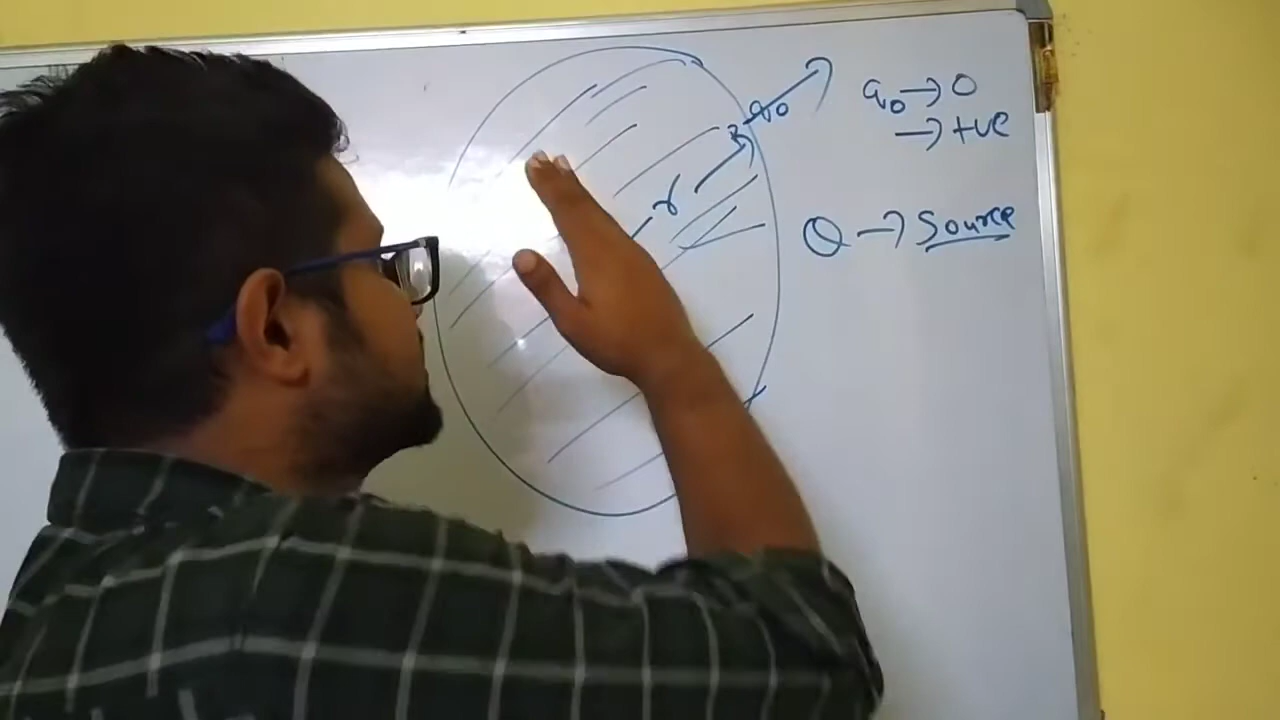 q₀
r
q₀ → 0
→ +ve
Q → Source